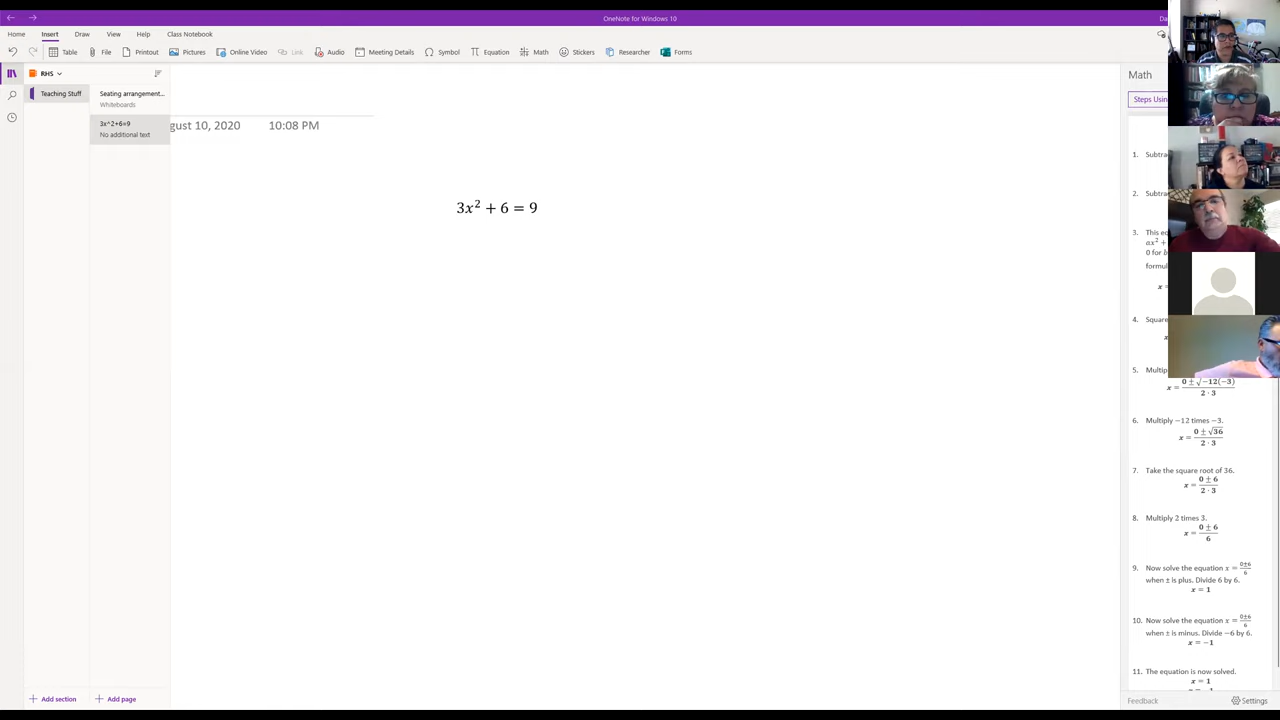 OneNote for Windows 10
Home Insert Draw View Help Class Notebook
Table File Printout Pictures Online Video Link Audio Meeting Details Symbol Equation Math Stickers Researcher Forms
RHS
Teaching Stuff
Seating arrangement...
Whiteboards
3x^2+6=9
No additional text
gust 10, 2020 10:08 PM
3x² + 6 = 9
Math
Steps Usin
1. Subtra
2. Subtra
3. This eq
ax² +
0 for b
formul
x =
4. Square
x
5. Multip
x = 0 ± √−12(−3) / 2 · 3
6. Multiply −12 times −3.
x = 0 ± √36 / 2 · 3
7. Take the square root of 36.
x = 0 ± 6 / 2 · 3
8. Multiply 2 times 3.
x = 0 ± 6 / 6
9. Now solve the equation x = 0±6 / 6
when ± is plus. Divide 6 by 6.
x = 1
10. Now solve the equation x = 0±6 / 6
when ± is minus. Divide −6 by 6.
x = −1
11. The equation is now solved.
x = 1
x = −1
Add section Add page
Feedback Settings